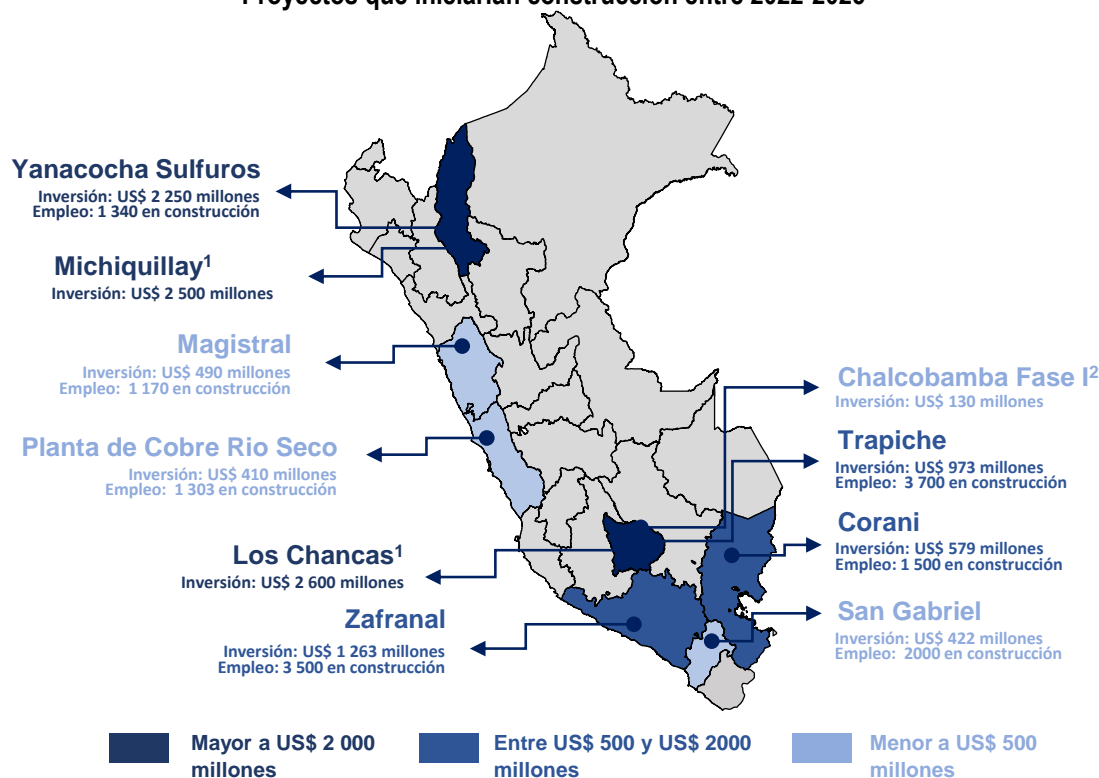 Yanacocha Sulfuros
Inversión: US$ 2 250 millones
Empleo: 1 340 en construcción
Michiquillay¹
Inversión: US$ 2 500 millones
Magistral
Inversión: US$ 490 millones
Empleo: 1 170 en construcción
Planta de Cobre Rio Seco
Inversión: US$ 410 millones
Empleo: 1 303 en construcción
Los Chancas¹
Inversión: US$ 2 600 millones
Zafranal
Inversión: US$ 1 263 millones
Empleo: 3 500 en construcción
Chalcobamba Fase I²
Inversión: US$ 130 millones
Trapiche
Inversión: US$ 973 millones
Empleo: 3 700 en construcción
Corani
Inversión: US$ 579 millones
Empleo: 1 500 en construcción
San Gabriel
Inversión: US$ 422 millones
Empleo: 2000 en construcción
Mayor a US$ 2 000
millones
Entre US$ 500 y US$ 2000
millones
Menor a US$ 500
millones